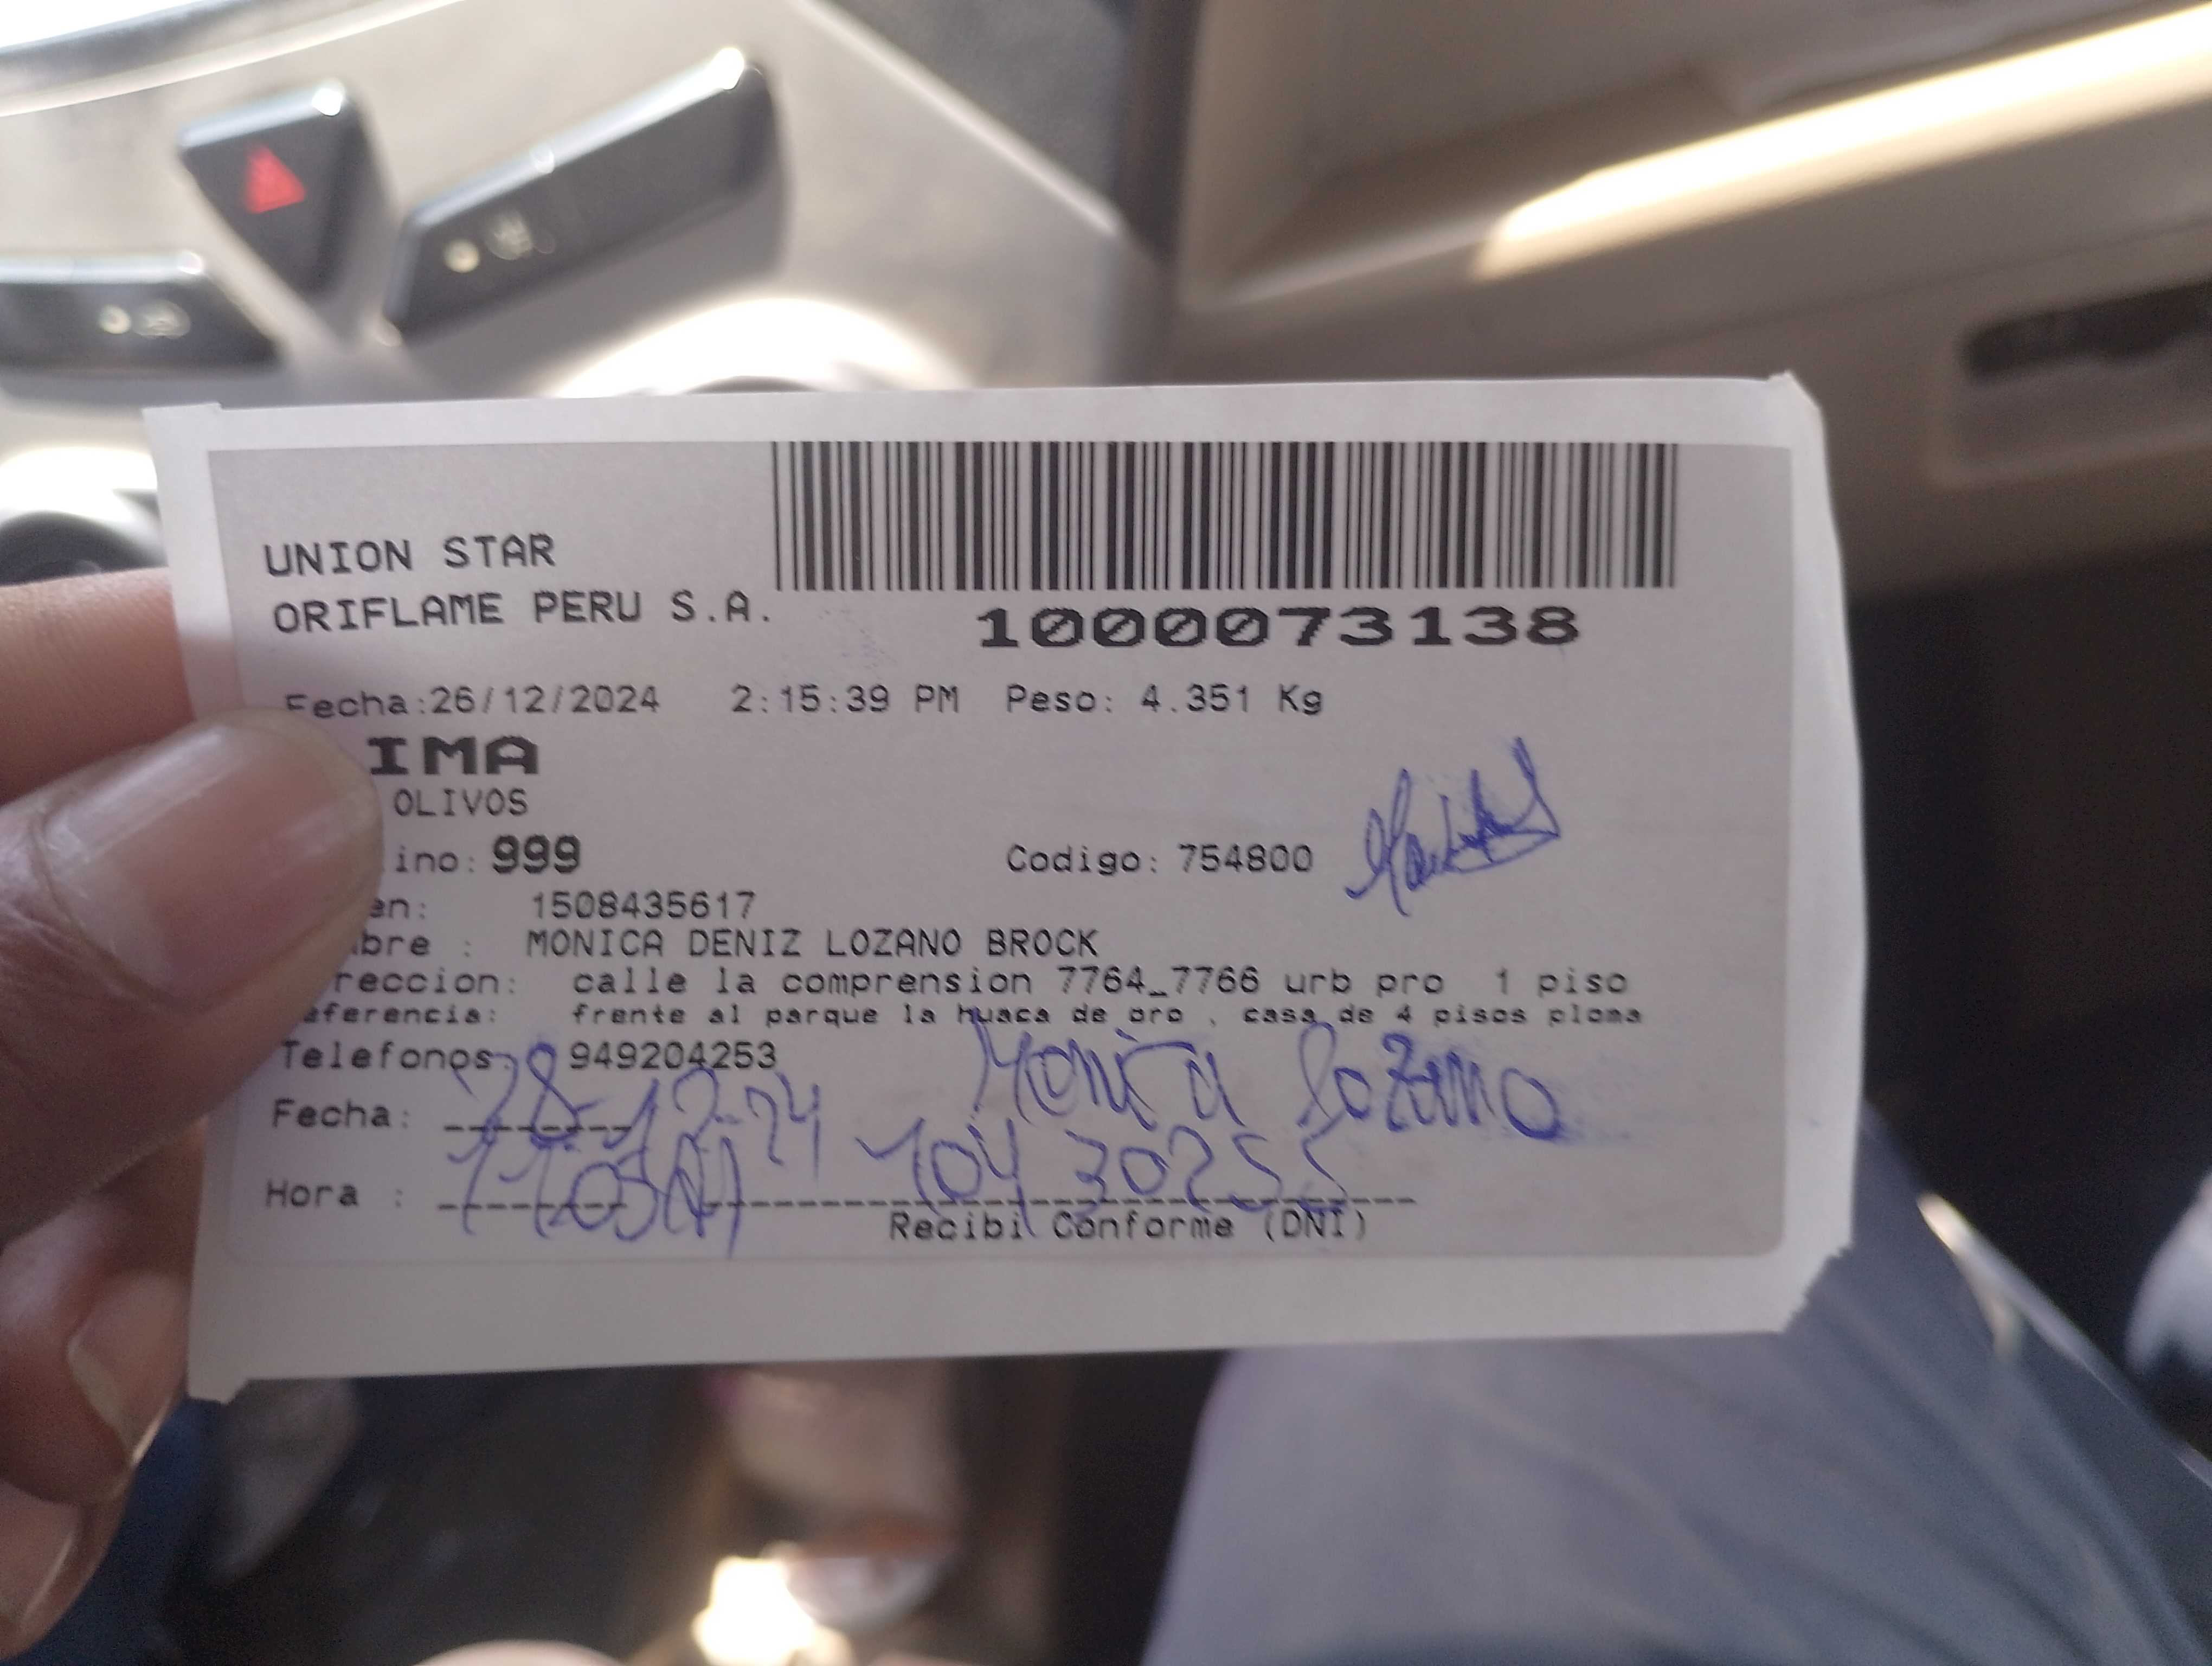 UNION STAR
ORIFLAME PERU S.A.
1000073138
Fecha:26/12/2024 2:15:39 PM Peso: 4.351 Kg
IMA
OLIVOS
ino: 999 Codigo: 754800
en: 1508435617
bre : MONICA DENIZ LOZANO BROCK
reccion: calle la comprension 7764_7766 urb pro 1 piso
eferencia: frente al parque la huaca de oro , casa de 4 pisos ploma
Telefonos: 949204253
Monica Lozano
Fecha: 28-12-24
10430255
Hora :
Recibi Conforme (DNI)